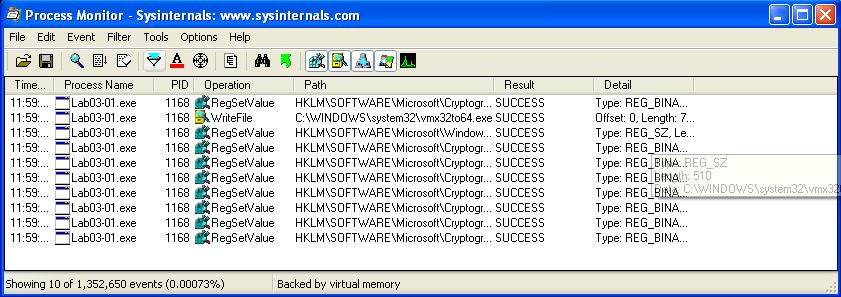 Process Monitor - Sysinternals: www.sysinternals.com
File Edit Event Filter Tools Options Help
Time... Process Name PID Operation Path Result Detail
11:59:... Lab03-01.exe 1168 RegSetValue HKLM\SOFTWARE\Microsoft\Cryptogr... SUCCESS Type: REG_BINA...
11:59:... Lab03-01.exe 1168 WriteFile C:\WINDOWS\system32\vmx32to64.exe SUCCESS Offset: 0, Length: 7...
11:59:... Lab03-01.exe 1168 RegSetValue HKLM\SOFTWARE\Microsoft\Window... SUCCESS Type: REG_SZ, Le...
11:59:... Lab03-01.exe 1168 RegSetValue HKLM\SOFTWARE\Microsoft\Cryptogr... SUCCESS Type: REG_BINA...
11:59:... Lab03-01.exe 1168 RegSetValue HKLM\SOFTWARE\Microsoft\Cryptogr... SUCCESS Type: REG_BINA... REG_SZ
11:59:... Lab03-01.exe 1168 RegSetValue HKLM\SOFTWARE\Microsoft\Cryptogr... SUCCESS Type: REG_BINA... 510
11:59:... Lab03-01.exe 1168 RegSetValue HKLM\SOFTWARE\Microsoft\Cryptogr... SUCCESS Type: REG_BINA... C:\WINDOWS\system32\vmx32
11:59:... Lab03-01.exe 1168 RegSetValue HKLM\SOFTWARE\Microsoft\Cryptogr... SUCCESS Type: REG_BINA...
11:59:... Lab03-01.exe 1168 RegSetValue HKLM\SOFTWARE\Microsoft\Cryptogr... SUCCESS Type: REG_BINA...
11:59:... Lab03-01.exe 1168 RegSetValue HKLM\SOFTWARE\Microsoft\Cryptogr... SUCCESS Type: REG_BINA...
Showing 10 of 1,352,650 events (0.00073%) Backed by virtual memory